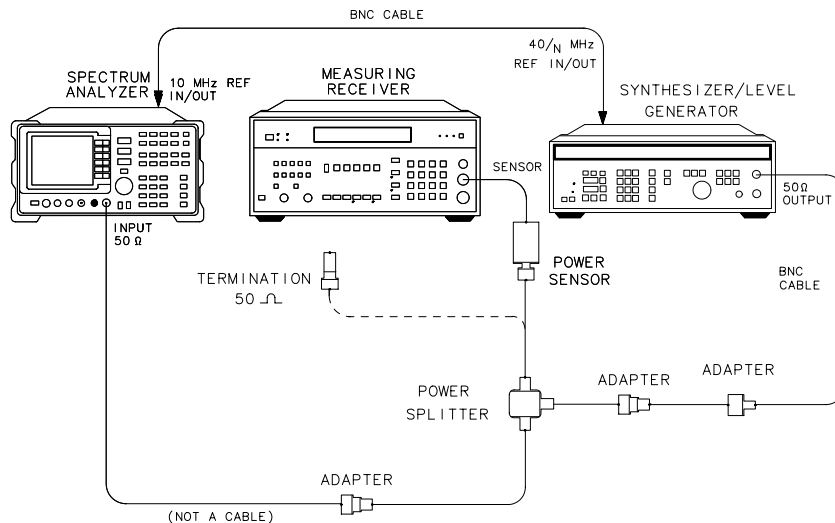 BNC CABLE
40/N MHz
REF IN/OUT
SPECTRUM
ANALYZER
10 MHz REF
IN/OUT
MEASURING
RECEIVER
SYNTHESIZER/LEVEL
GENERATOR
SENSOR
50Ω
OUTPUT
INPUT
50 Ω
TERMINATION
50 Ω
POWER
SENSOR
BNC
CABLE
POWER
SPLITTER
ADAPTER
ADAPTER
ADAPTER
(NOT A CABLE)